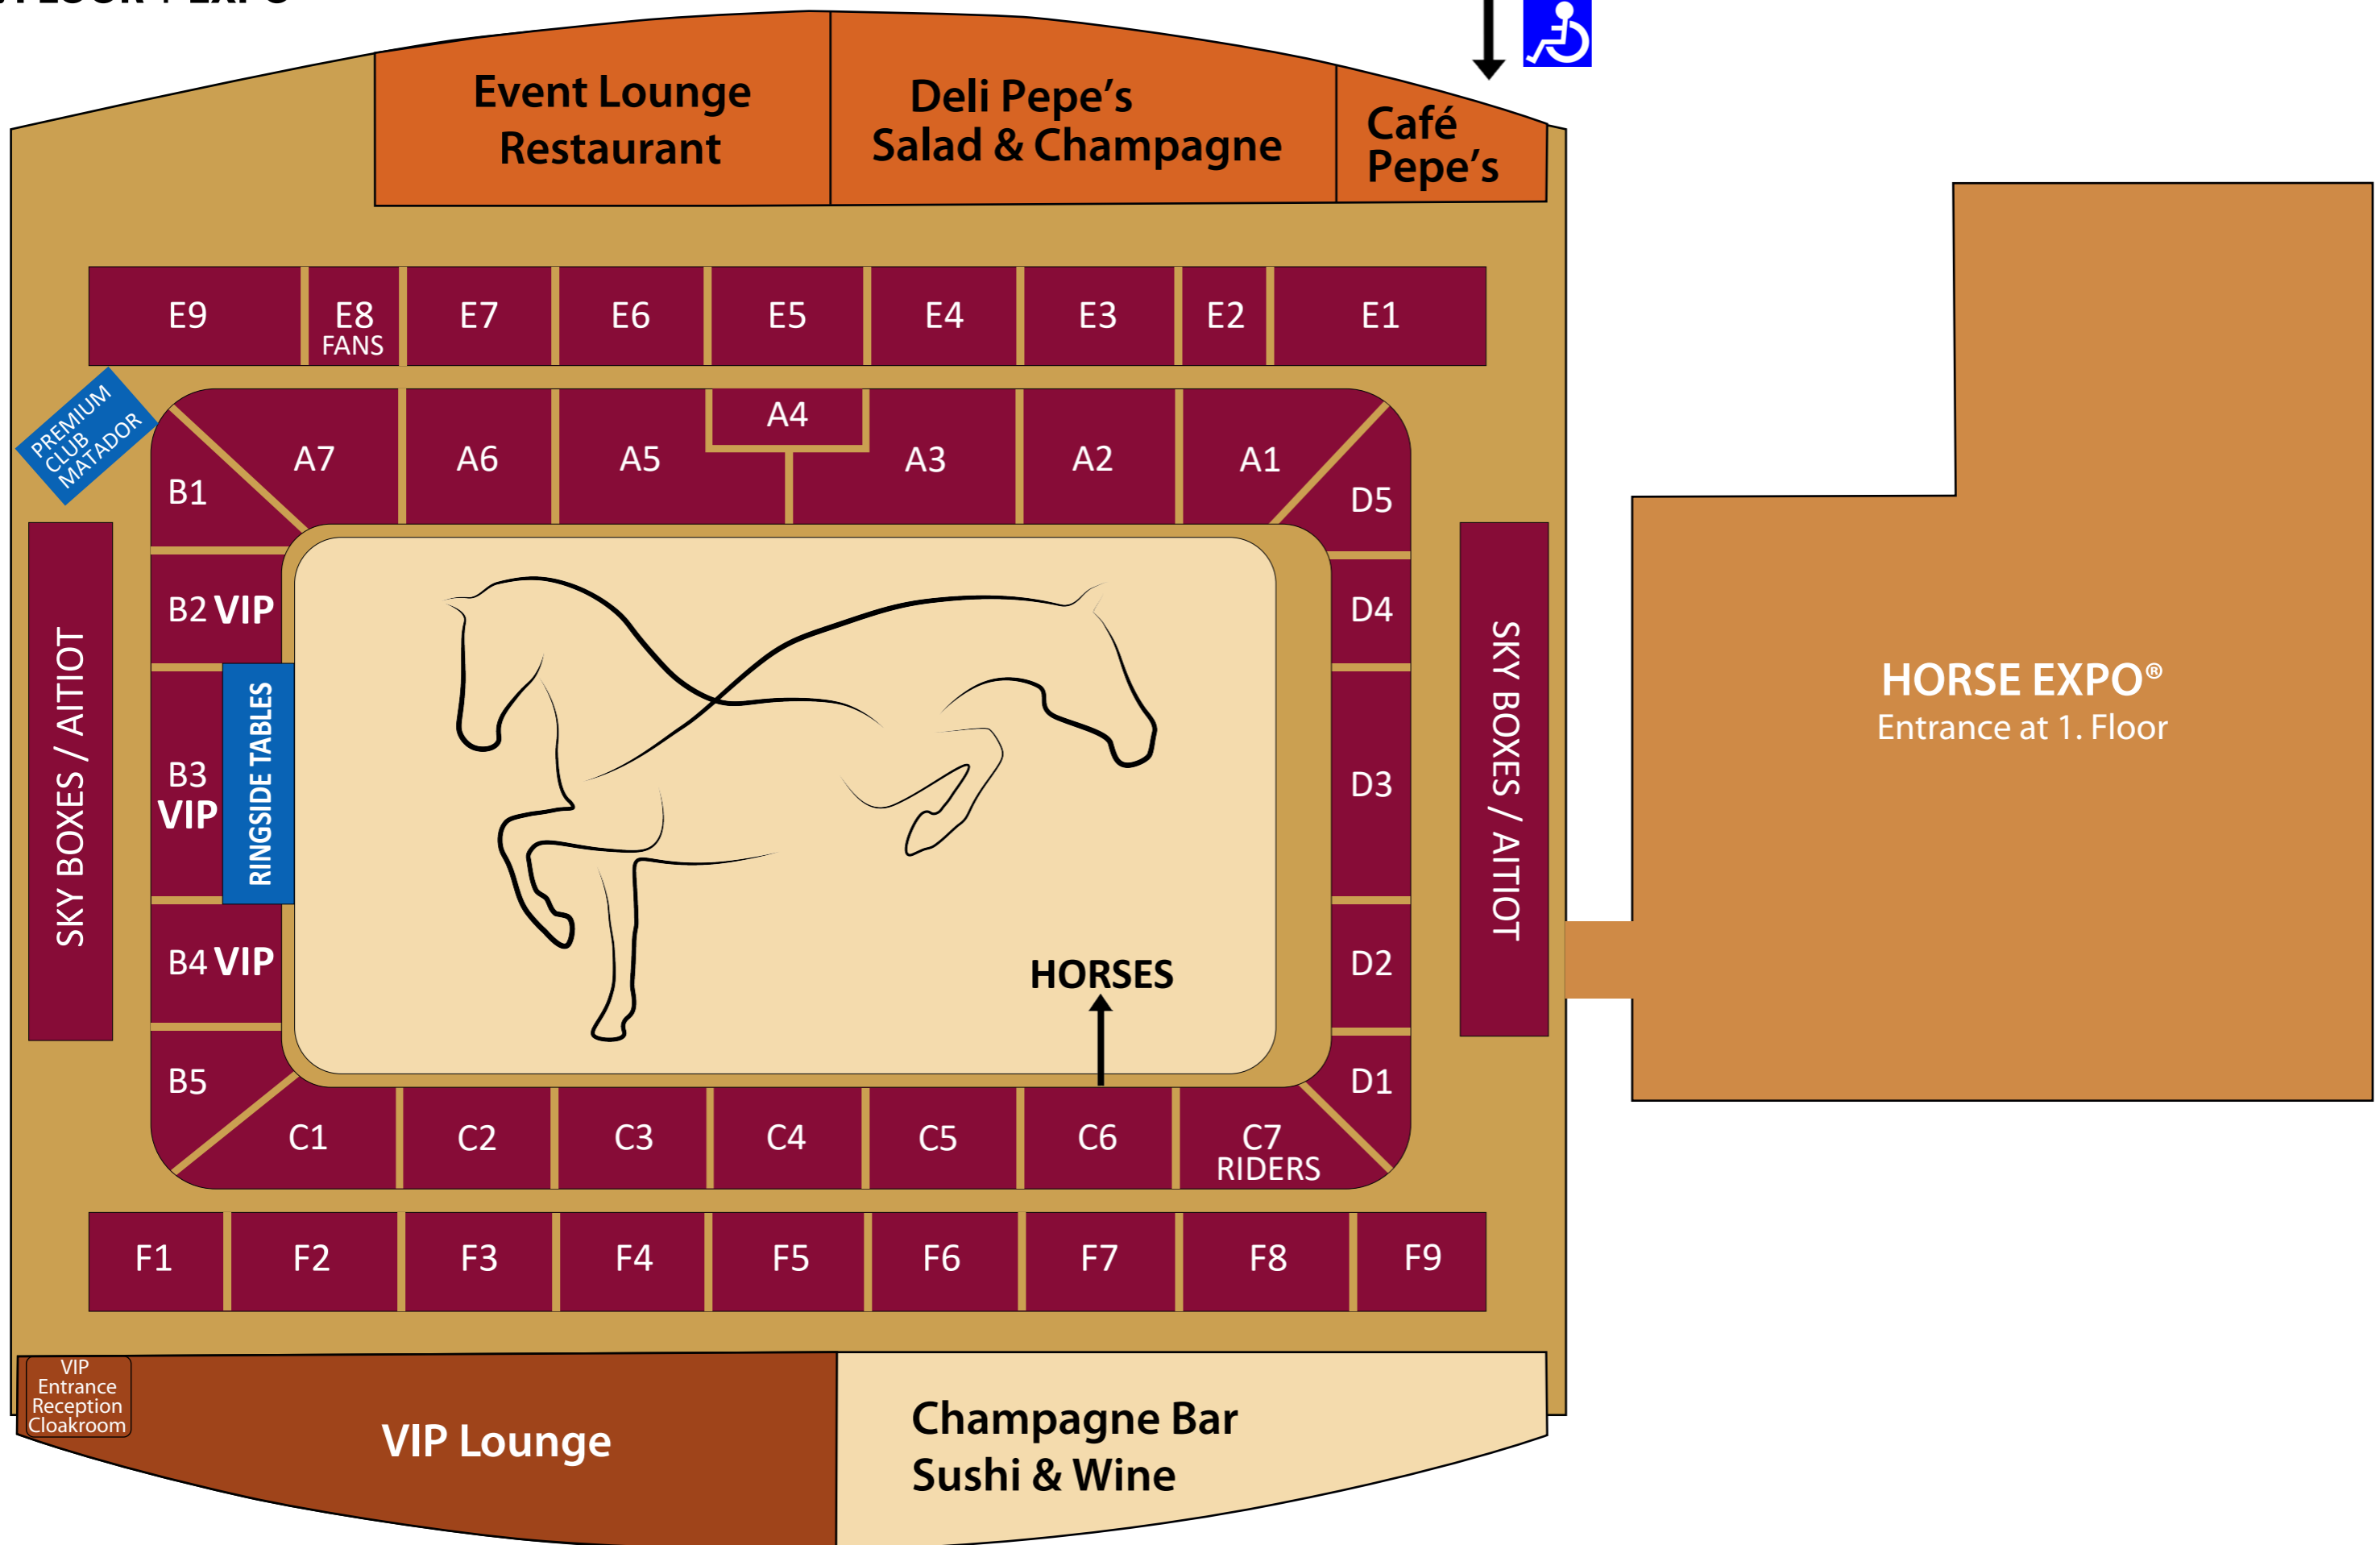 FLOOR + EXPO
Event Lounge
Restaurant
Deli Pepe's
Salad & Champagne
Café
Pepe's
E9
E8
FANS
E7
E6
E5
E4
E3
E2
E1
PREMIUM
CLUB
MATADOR
A7
A6
A5
A4
A3
A2
A1
B1
B2 VIP
B3
VIP
B4 VIP
B5
RINGSIDE TABLES
SKY BOXES / AITIOT
D5
D4
D3
D2
D1
SKY BOXES / AITIOT
HORSE EXPO®
Entrance at 1. Floor
HORSES
C1
C2
C3
C4
C5
C6
C7
RIDERS
F1
F2
F3
F4
F5
F6
F7
F8
F9
VIP
Entrance
Reception
Cloakroom
VIP Lounge
Champagne Bar
Sushi & Wine